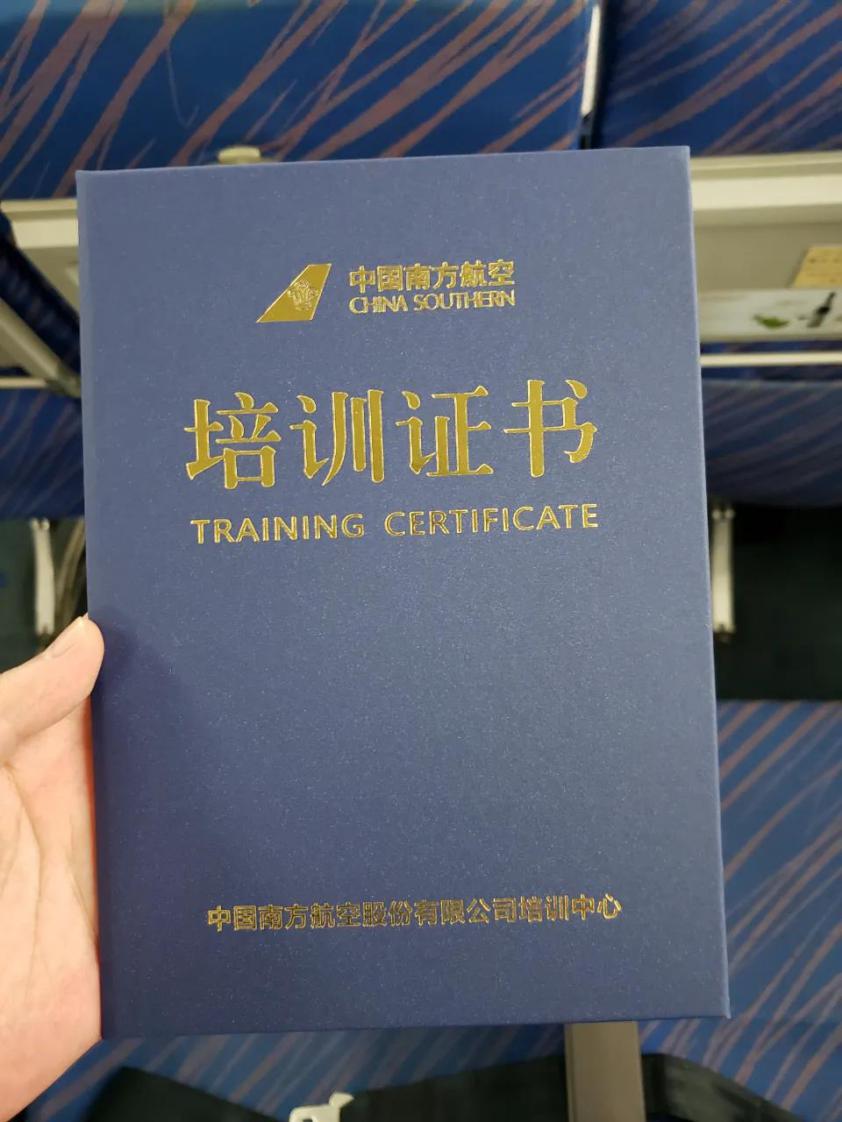 中国南方航空
CHINA SOUTHERN
培训证书
TRAINING CERTIFICATE
中国南方航空股份有限公司培训中心